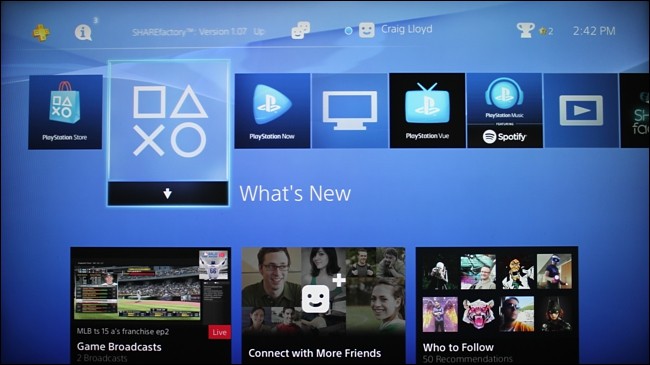 3
SHAREfactory™ Version 1.07 Up
Craig Lloyd
2
2:42 PM
PlayStation Store
PlayStation Now
PlayStation Vue
PlayStation Music
FEATURING
Spotify
What's New
MLB ts 15 a's franchise ep2
Live
Game Broadcasts
2 Broadcasts
Connect with More Friends
Who to Follow
50 Recommendations